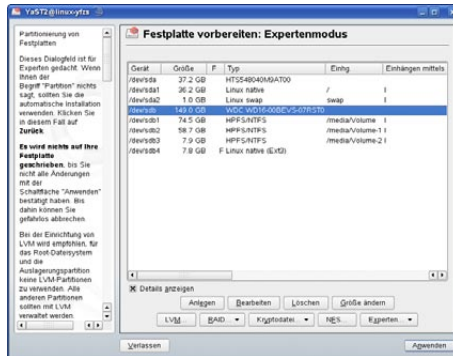 YaST2@linux-yfzs
Partitionierung von
Festplatten
Dieses Dialogfeld ist für
Experten gedacht. Wenn
Ihnen der
Begriff "Partition" nichts
sagt, sollten Sie die
automatische Installation
verwenden. Klicken Sie
in diesem Fall auf
Zurück.
Es wird nichts auf Ihre
Festplatte
geschrieben, bis Sie
nicht alle Änderungen
mit der
Schaltfläche "Anwenden"
bestätigt haben. Bis
dahin können Sie
gefahrlos abbrechen.
Bei der Einrichtung von
LVM wird empfohlen, für
das Root-Dateisystem
und die
Auslagerungspartition
keine LVM-Partitionen
zu verwenden. Alle
anderen Partitionen
sollten mit LVM
verwaltet werden.
Festplatte vorbereiten: Expertenmodus
Gerät Größe F Typ Einhg. Einhängen mittels
/dev/sda 37.2 GB HTS548040M9AT00
/dev/sda1 36.2 GB Linux native / I
/dev/sda2 1.0 GB Linux swap swap I
/dev/sdb 149.0 GB WDC WD16-00BEVS-07RST0
/dev/sdb1 74.5 GB HPFS/NTFS /media/Volume I
/dev/sdb2 58.7 GB HPFS/NTFS /media/Volume-1 I
/dev/sdb3 7.9 GB HPFS/NTFS /media/Volume-2 I
/dev/sdb4 7.8 GB F Linux native (Ext3)
Details anzeigen
Anlegen Bearbeiten Löschen Größe ändern
LVM... RAID... Kryptodatei... NFS... Experten...
Verlassen Anwenden